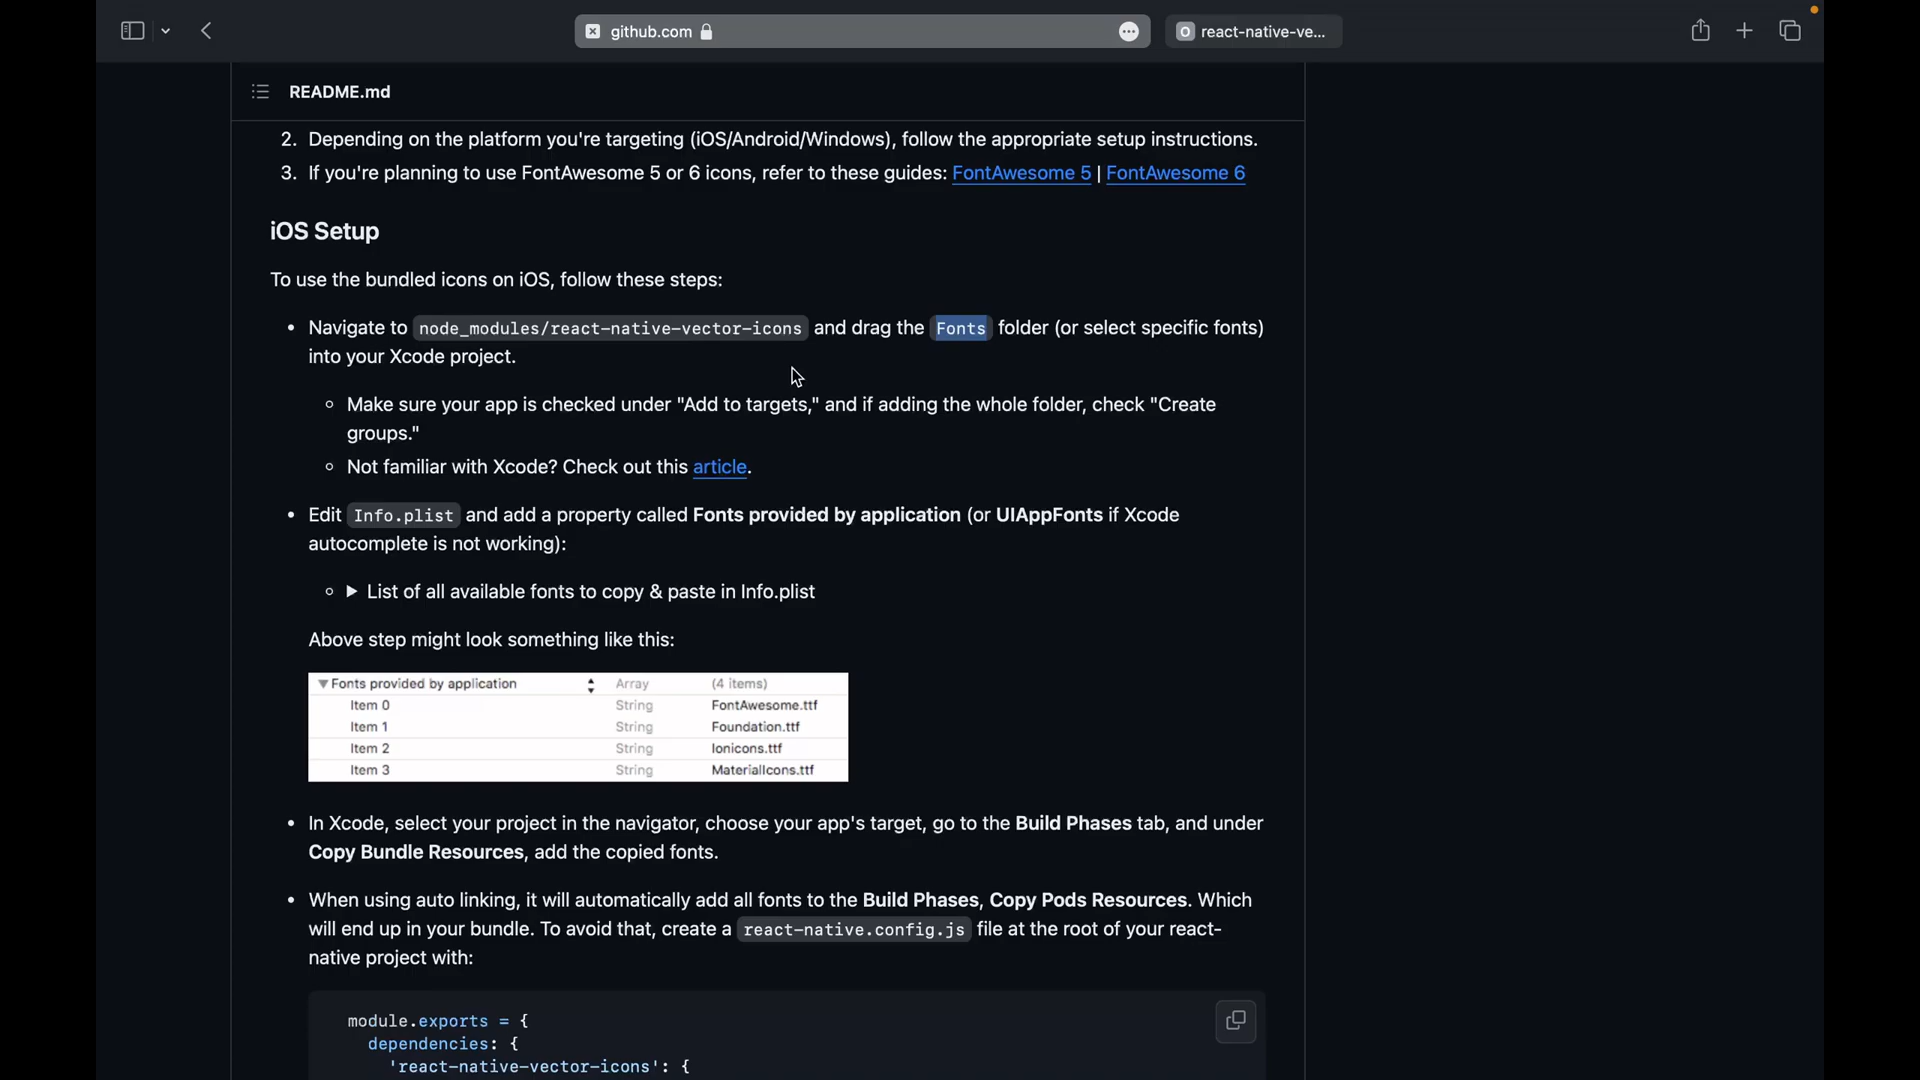 github.com
react-native-ve...
README.md
2. Depending on the platform you're targeting (iOS/Android/Windows), follow the appropriate setup instructions.
3. If you're planning to use FontAwesome 5 or 6 icons, refer to these guides: FontAwesome 5 | FontAwesome 6
iOS Setup
To use the bundled icons on iOS, follow these steps:
Navigate to node_modules/react-native-vector-icons and drag the Fonts folder (or select specific fonts)
into your Xcode project.
Make sure your app is checked under "Add to targets," and if adding the whole folder, check "Create
groups."
Not familiar with Xcode? Check out this article.
Edit Info.plist and add a property called Fonts provided by application (or UIAppFonts if Xcode
autocomplete is not working):
List of all available fonts to copy & paste in Info.plist
Above step might look something like this:
Fonts provided by application Array (4 items)
Item 0 String FontAwesome.ttf
Item 1 String Foundation.ttf
Item 2 String Ionicons.ttf
Item 3 String MaterialIcons.ttf
In Xcode, select your project in the navigator, choose your app's target, go to the Build Phases tab, and under
Copy Bundle Resources, add the copied fonts.
When using auto linking, it will automatically add all fonts to the Build Phases, Copy Pods Resources. Which
will end up in your bundle. To avoid that, create a react-native.config.js file at the root of your react-
native project with:
module.exports = {
dependencies: {
'react-native-vector-icons': {